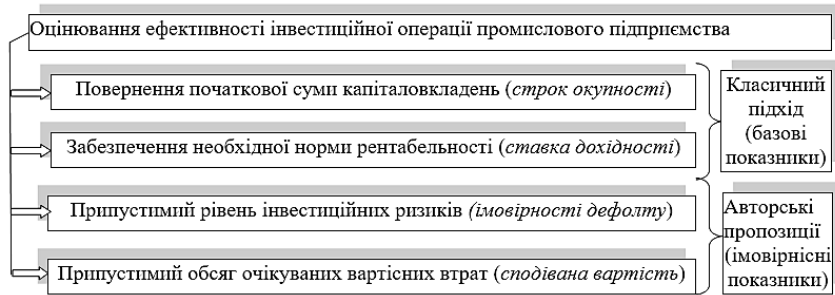 Оцінювання ефективності інвестиційної операції промислового підприємства
Повернення початкової суми капіталовкладень (строк окупності)
Забезпечення необхідної норми рентабельності (ставка дохідності)
Класичний
підхід
(базові
показники)
Припустимий рівень інвестиційних ризиків (імовірності дефолту)
Припустимий обсяг очікуваних вартісних втрат (сподівана вартість)
Авторські
пропозиції
(імовірнісні
показники)